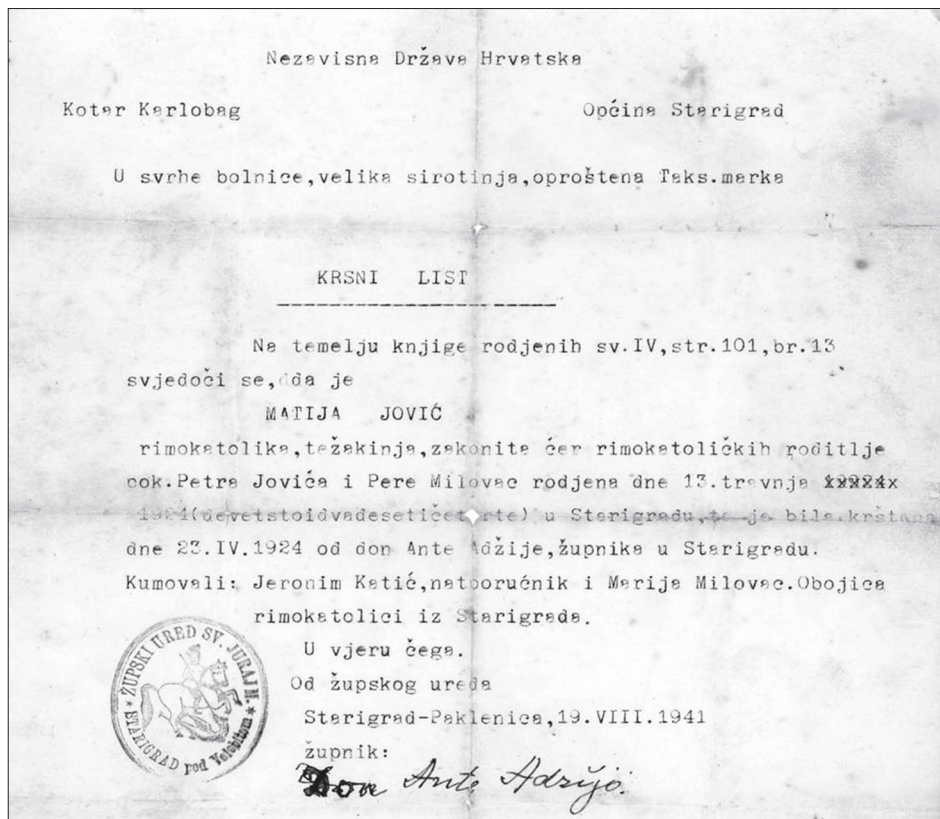 Nezavisna Država Hrvatska
Kotar Karlobag Općina Starigrad
U svrhe bolnice,velika sirotinja,oproštena Taks.marka
KRSNI LIST
Na temelju knjige rodjenih sv.IV,str.101,br.13
svjedoči se,dda je
MATIJA JOVIĆ
rimokatolika,težakinja,zakonita ćer rimokatoličkih roditlje
pok.Petra Jovića i Pere Milovac rodjena dne 13.travnja
1924(devetstoidvadesetičetvrte) u Starigradu,te je bila krštana
dne 23.IV.1924 od don Ante Adžije,župnika u Starigradu.
Kumovali: Jeronim Katić,natporučnik i Marija Milovac.Obojica
rimokatolici iz Starigrada.
U vjeru čega.
Od župskog ureda
Starigrad-Paklenica,19.VIII.1941
župnik:
Don Ante Adžija.
ŽUPSKI URED SV. JURAJ M.
STARIGRAD pod Velebitom